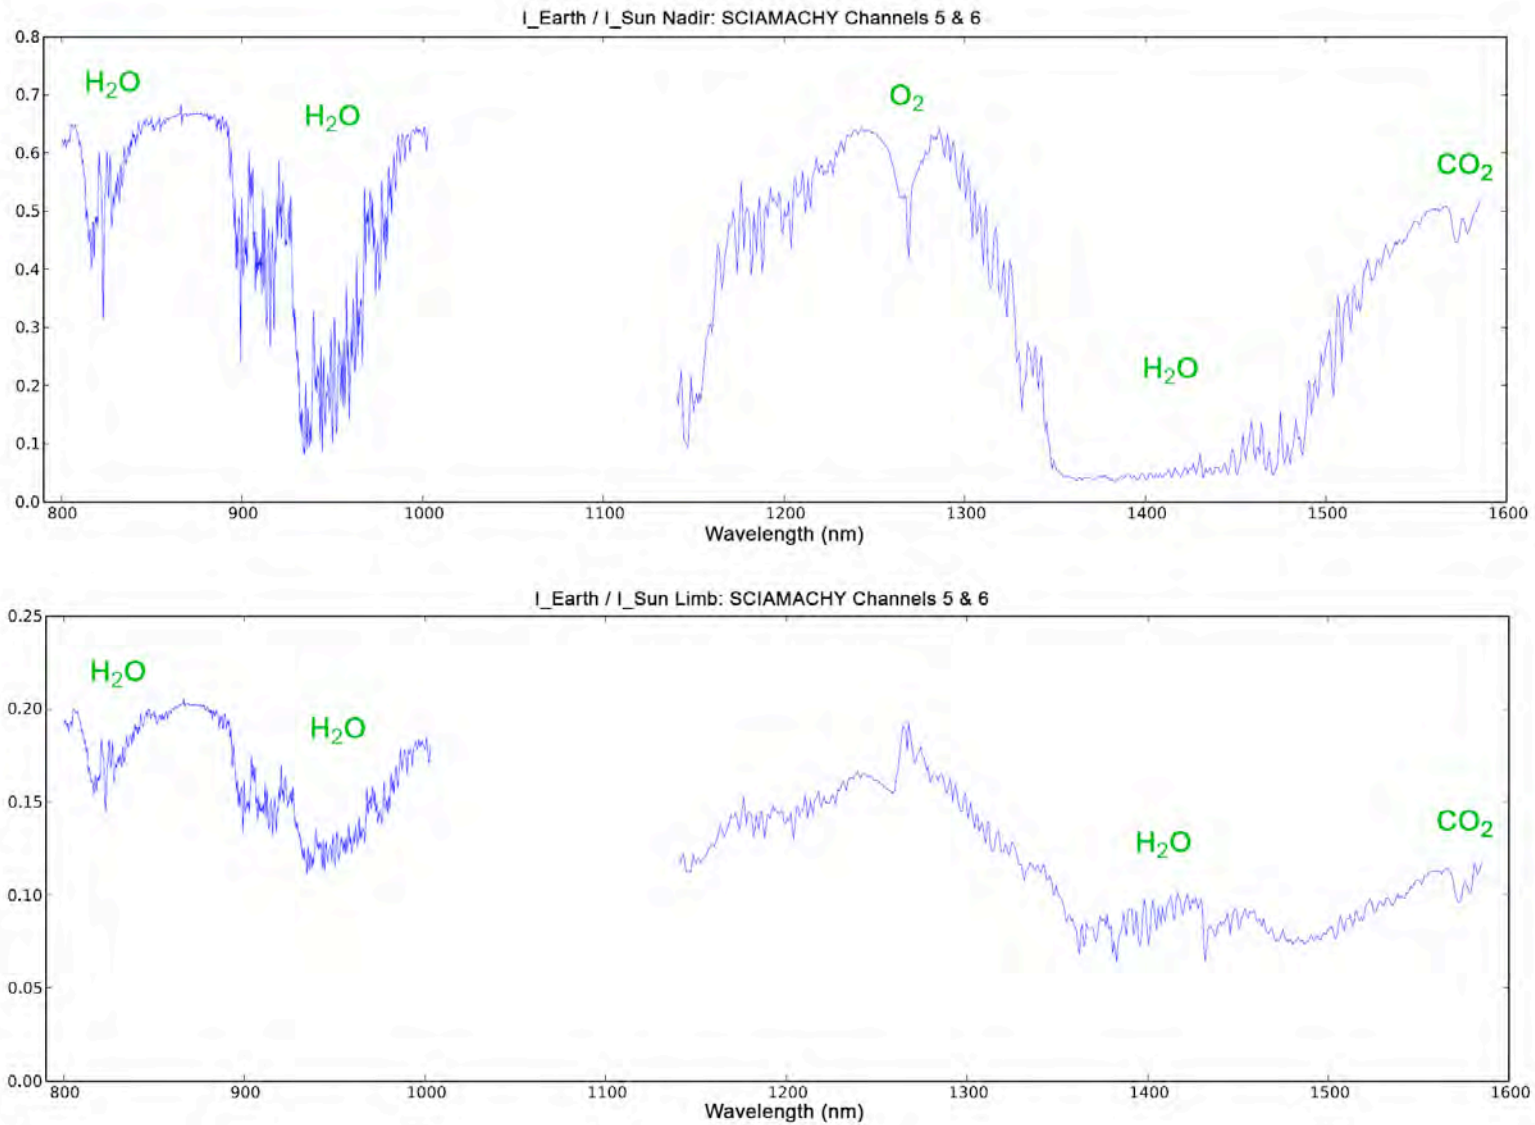 I_Earth / I_Sun Nadir: SCIAMACHY Channels 5 & 6
0.8
0.7
0.6
0.5
0.4
0.3
0.2
0.1
0.0
H₂O
H₂O
O₂
H₂O
CO₂
800 900 1000 1100 1200 1300 1400 1500 1600
Wavelength (nm)
I_Earth / I_Sun Limb: SCIAMACHY Channels 5 & 6
0.25
0.20
0.15
0.10
0.05
0.00
H₂O
H₂O
H₂O
CO₂
800 900 1000 1100 1200 1300 1400 1500 1600
Wavelength (nm)